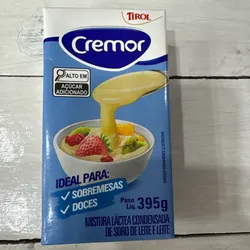 TIROL
Cremor
ALTO EM
AÇÚCAR
ADICIONADO
IDEAL PARA:
SOBREMESAS
DOCES
Peso
Líq. 395g
MISTURA LÁCTEA CONDENSADA
DE SORO DE LEITE E LEITE